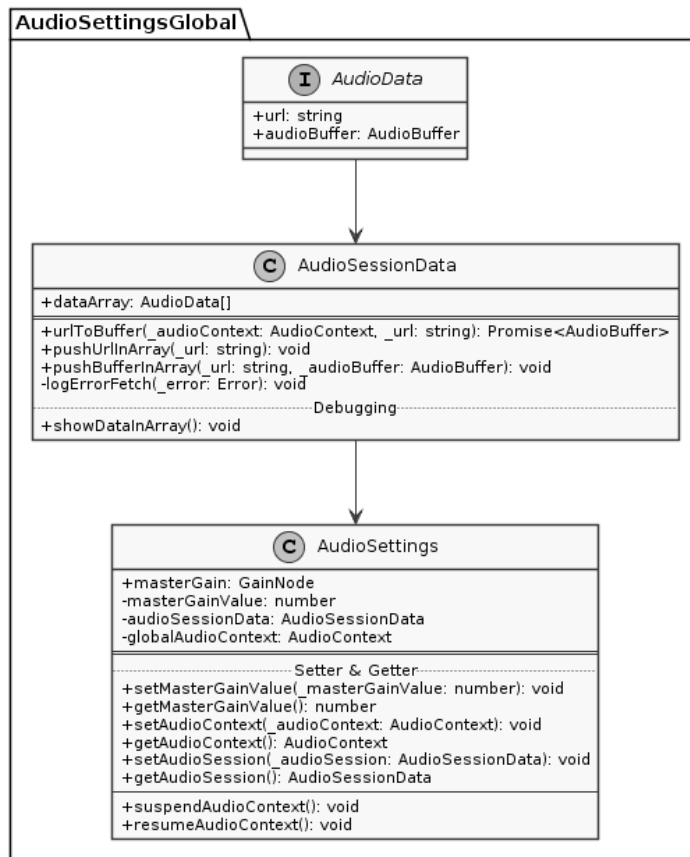 AudioSettingsGlobal
I AudioData
+url: string
+audioBuffer: AudioBuffer
C AudioSessionData
+dataArray: AudioData[]
+urlToBuffer(_audioContext: AudioContext, _url: string): Promise<AudioBuffer>
+pushUrlInArray(_url: string): void
+pushBufferInArray(_url: string, _audioBuffer: AudioBuffer): void
-logErrorFetch(_error: Error): void
Debugging
+showDataInArray(): void
C AudioSettings
+masterGain: GainNode
-masterGainValue: number
-audioSessionData: AudioSessionData
-globalAudioContext: AudioContext
Setter & Getter
+setMasterGainValue(_masterGainValue: number): void
+getMasterGainValue(): number
+setAudioContext(_audioContext: AudioContext): void
+getAudioContext(): AudioContext
+setAudioSession(_audioSession: AudioSessionData): void
+getAudioSession(): AudioSessionData
+suspendAudioContext(): void
+resumeAudioContext(): void